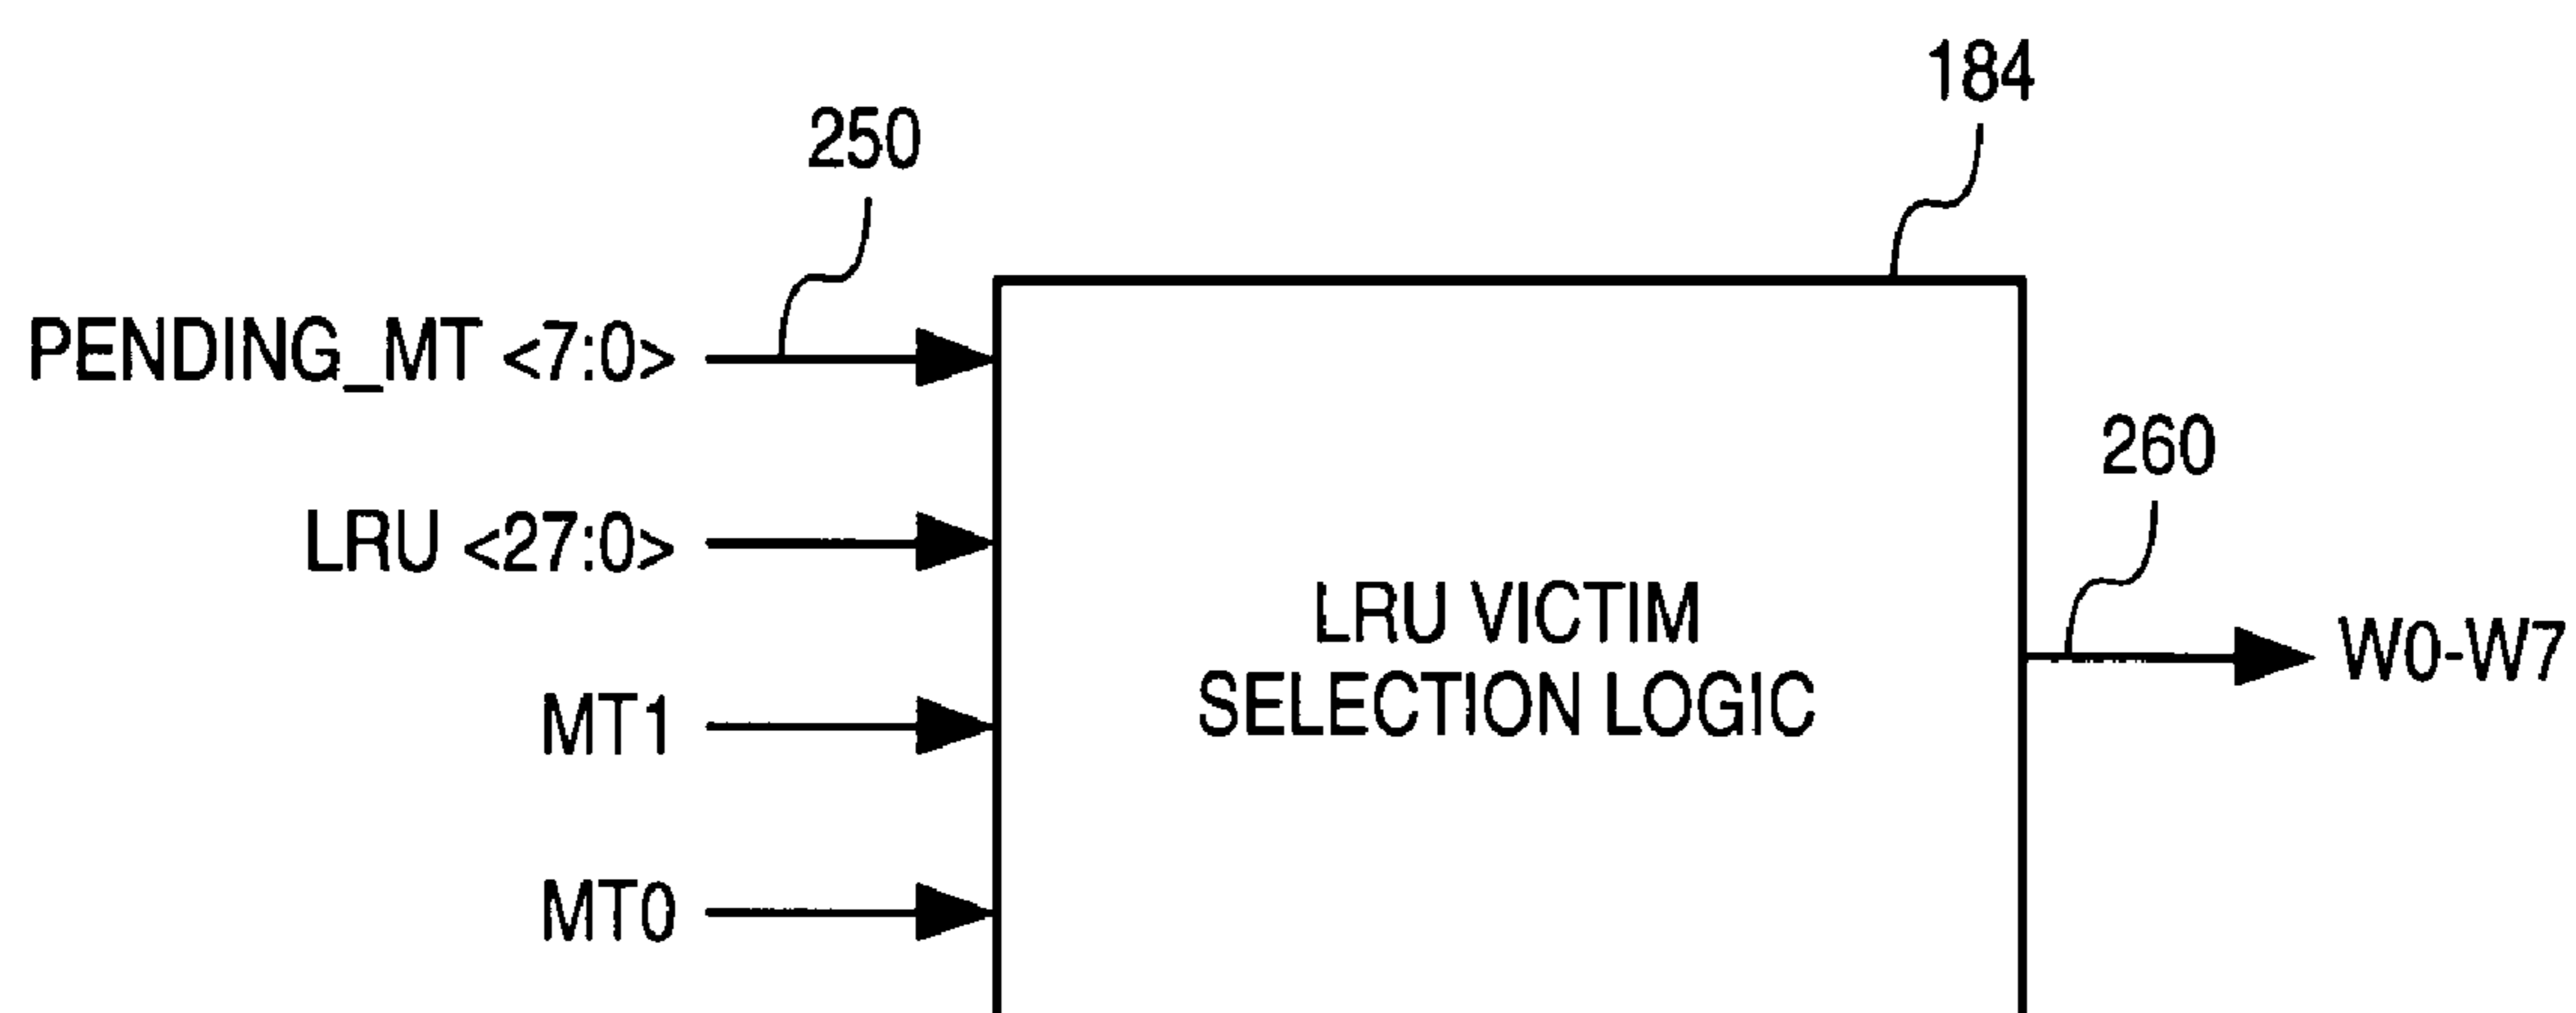 184
250
PENDING_MT <7:0>
260
LRU <27:0>
LRU VICTIM
SELECTION LOGIC
W0-W7
MT1
MT0